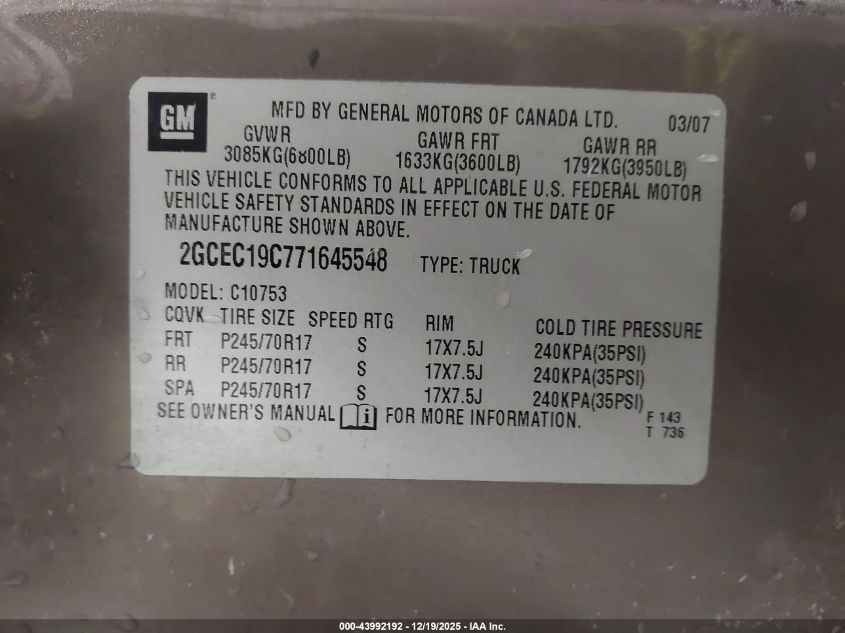 GM®
MFD BY GENERAL MOTORS OF CANADA LTD. 03/07
GVWR GAWR FRT GAWR RR
3085KG(6800LB) 1633KG(3600LB) 1792KG(3950LB)
THIS VEHICLE CONFORMS TO ALL APPLICABLE U.S. FEDERAL MOTOR
VEHICLE SAFETY STANDARDS IN EFFECT ON THE DATE OF
MANUFACTURE SHOWN ABOVE.
2GCEC19C771645548 TYPE: TRUCK
MODEL: C10753
CQVK TIRE SIZE SPEED RTG RIM COLD TIRE PRESSURE
FRT P245/70R17 S 17X7.5J 240KPA(35PSI)
RR P245/70R17 S 17X7.5J 240KPA(35PSI)
SPA P245/70R17 S 17X7.5J 240KPA(35PSI)
SEE OWNER'S MANUAL i FOR MORE INFORMATION.
F 143
T 736
000-43992192 - 12/19/2025 - IAA Inc.